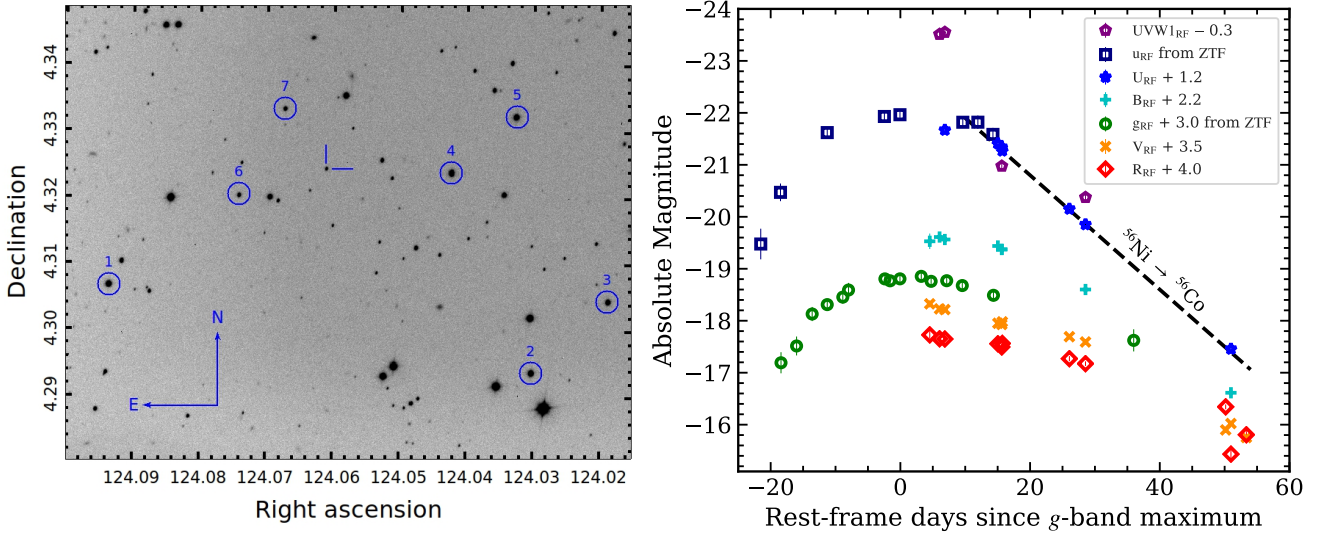 4.34
4.33
4.32
4.31
4.30
4.29
Declination
1
2
3
4
5
6
7
N
E
124.09 124.08 124.07 124.06 124.05 124.04 124.03 124.02
Right ascension
−24
−23
−22
−21
−20
−19
−18
−17
−16
Absolute Magnitude
UVW1RF − 0.3
uRF from ZTF
URF + 1.2
BRF + 2.2
gRF + 3.0 from ZTF
VRF + 3.5
RRF + 4.0
⁵⁶Ni → ⁵⁶Co
−20 0 20 40 60
Rest-frame days since g-band maximum